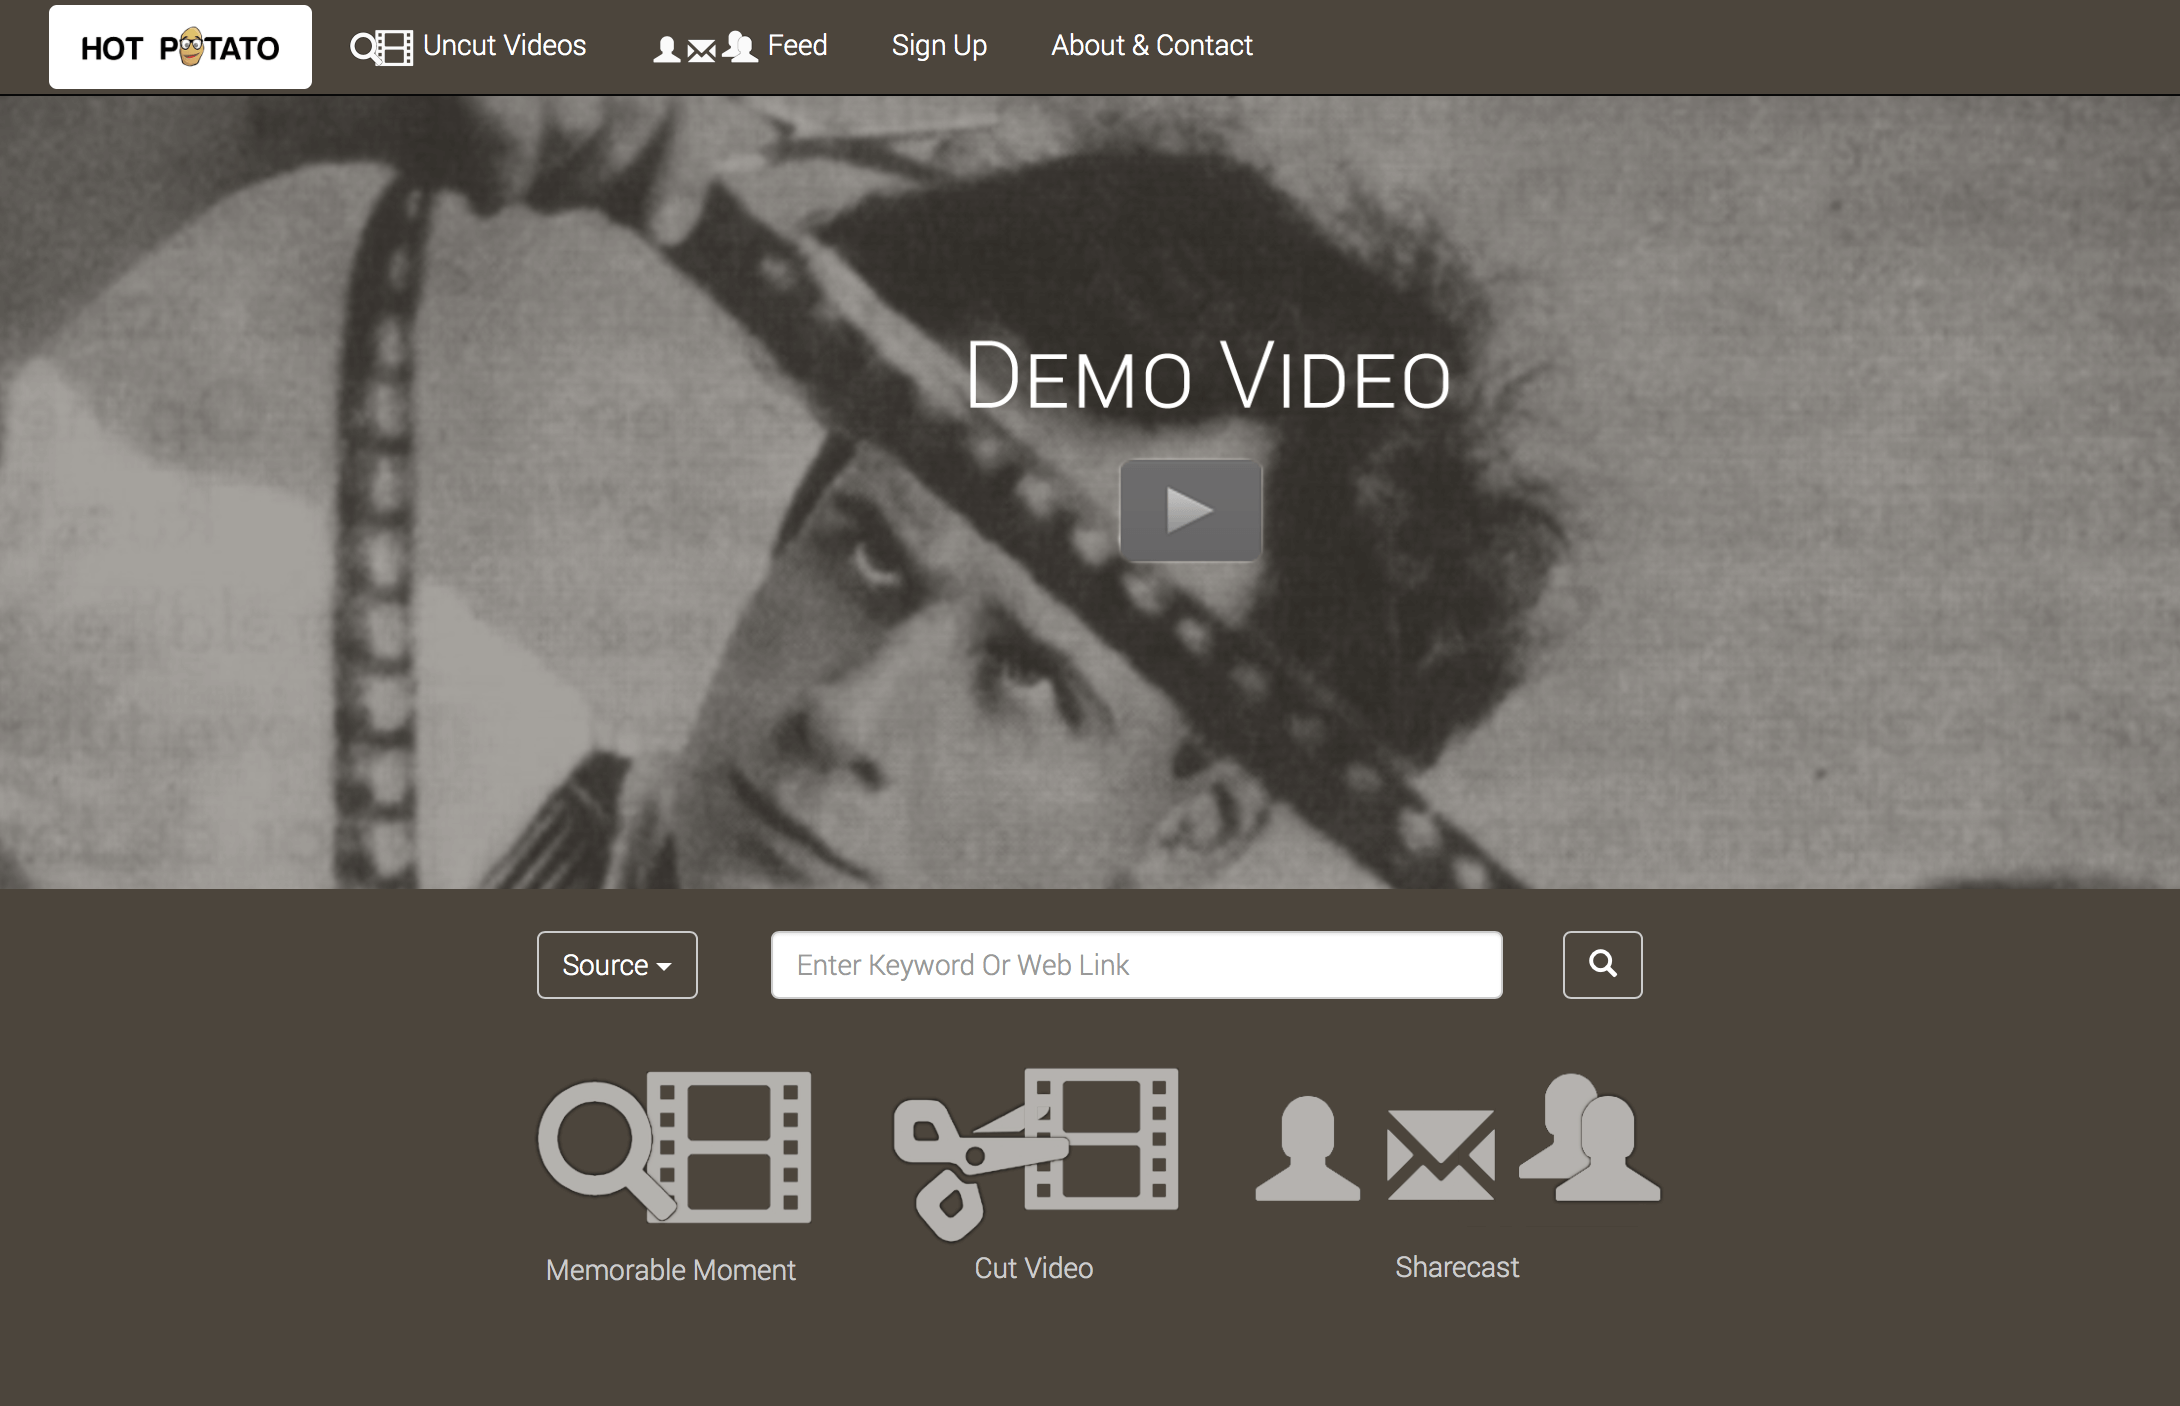 HOT POTATO
Uncut Videos
Feed
Sign Up
About & Contact
DEMO VIDEO
Source
Enter Keyword Or Web Link
Memorable Moment
Cut Video
Sharecast